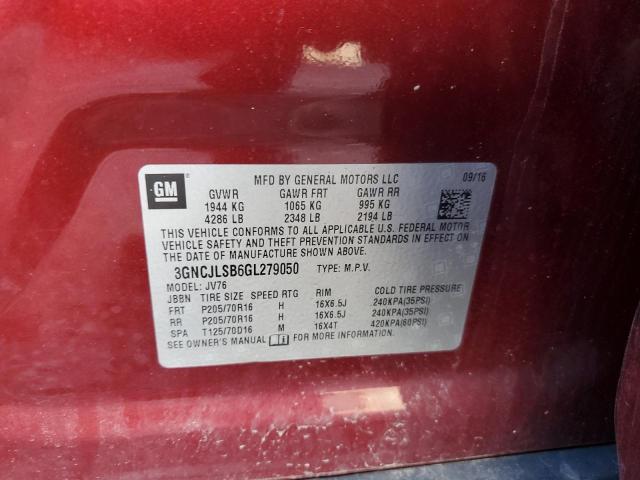 GM
MFD BY GENERAL MOTORS LLC 09/16
GVWR GAWR FRT GAWR RR
1944 KG 1065 KG 995 KG
4286 LB 2348 LB 2194 LB
THIS VEHICLE CONFORMS TO ALL APPLICABLE U.S. FEDERAL MOTOR
VEHICLE SAFETY AND THEFT PREVENTION STANDARDS IN EFFECT ON
THE DATE OF MANUFACTURE SHOWN ABOVE.
3GNCJLSB6GL279050 TYPE: M.P.V.
MODEL: JV76
JBBN TIRE SIZE SPEED RTG RIM COLD TIRE PRESSURE
FRT P205/70R16 H 16X6.5J 240KPA(35PSI)
RR P205/70R16 H 16X6.5J 240KPA(35PSI)
SPA T125/70D16 M 16X4T 420KPA(60PSI)
SEE OWNER'S MANUAL FOR MORE INFORMATION.